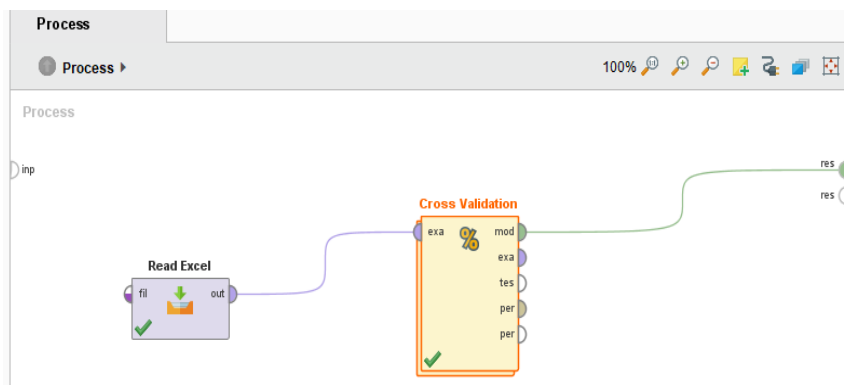 Process
Process
100%
Process
inp
res
res
Cross Validation
exa
%
mod
exa
tes
per
per
Read Excel
fil
out